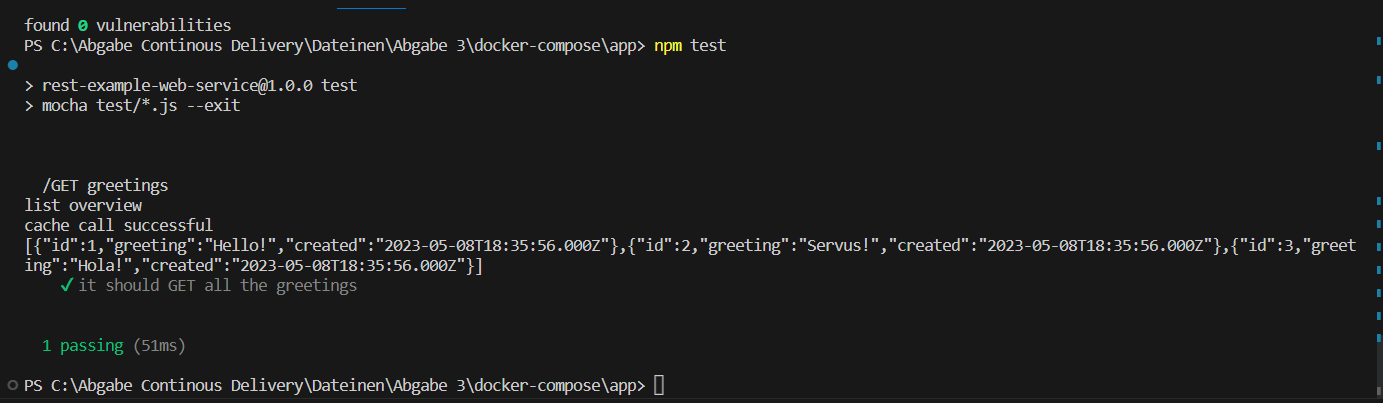 found 0 vulnerabilities
PS C:\Abgabe Continous Delivery\Dateinen\Abgabe 3\docker-compose\app> npm test
> rest-example-web-service@1.0.0 test
> mocha test/*.js --exit
/GET greetings
list overview
cache call successful
[{"id":1,"greeting":"Hello!","created":"2023-05-08T18:35:56.000Z"},{"id":2,"greeting":"Servus!","created":"2023-05-08T18:35:56.000Z"},{"id":3,"greet
ing":"Hola!","created":"2023-05-08T18:35:56.000Z"}]
✓ it should GET all the greetings
1 passing (51ms)
PS C:\Abgabe Continous Delivery\Dateinen\Abgabe 3\docker-compose\app>